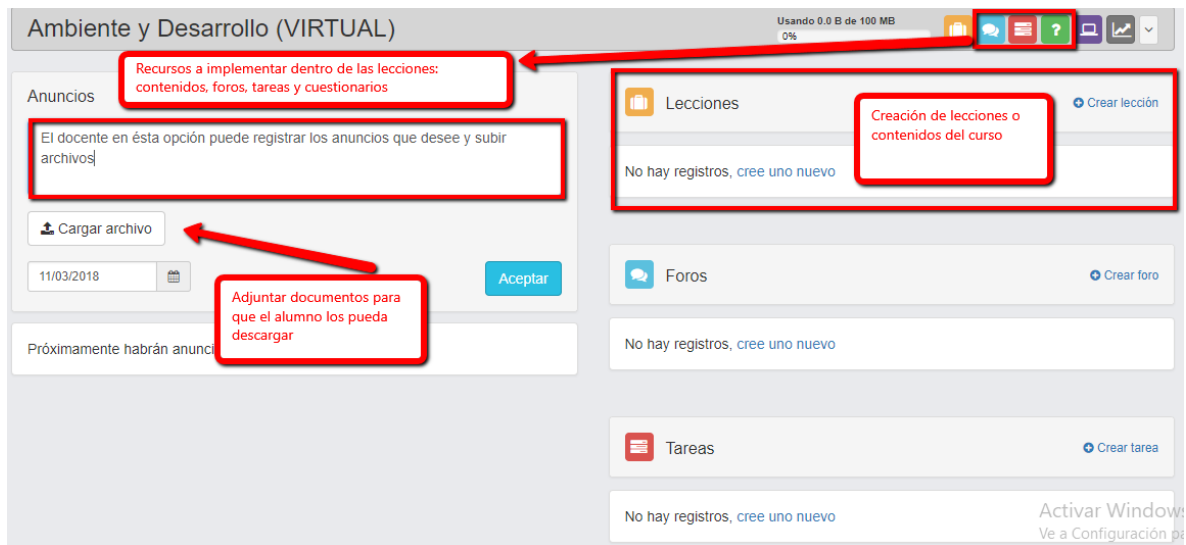 Ambiente y Desarrollo (VIRTUAL)
Usando 0.0 B de 100 MB
0%
Recursos a implementar dentro de las lecciones:
contenidos, foros, tareas y cuestionarios
Anuncios
El docente en ésta opción puede registrar los anuncios que desee y subir
archivos
Cargar archivo
11/03/2018
Aceptar
Adjuntar documentos para
que el alumno los pueda
descargar
Próximamente habrán
Lecciones
Crear lección
Creación de lecciones o
contenidos del curso
No hay registros, cree uno nuevo
Foros
Crear foro
No hay registros, cree uno nuevo
Tareas
Crear tarea
No hay registros, cree uno nuevo
Activar Windows
Ve a Configuración